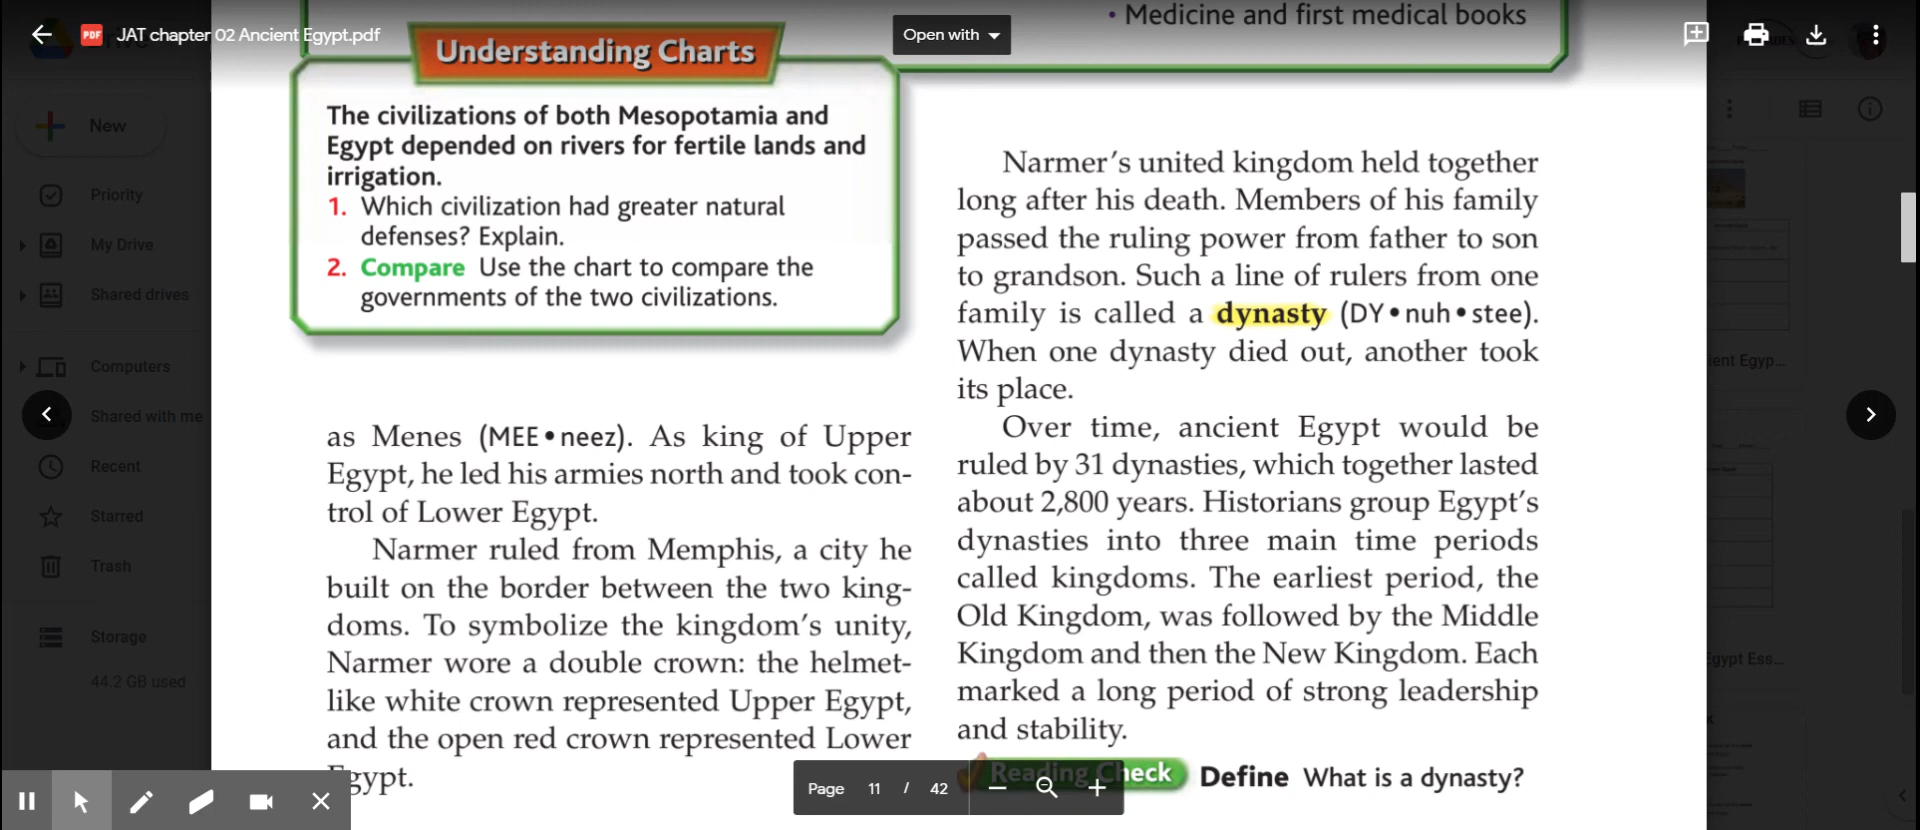 JAT chapter 02 Ancient Egypt.pdf
Open with
• Medicine and first medical books
Understanding Charts
The civilizations of both Mesopotamia and
Egypt depended on rivers for fertile lands and
irrigation.
1. Which civilization had greater natural
defenses? Explain.
2. Compare Use the chart to compare the
governments of the two civilizations.
as Menes (MEE•neez). As king of Upper
Egypt, he led his armies north and took con-
trol of Lower Egypt.
Narmer ruled from Memphis, a city he
built on the border between the two king-
doms. To symbolize the kingdom's unity,
Narmer wore a double crown: the helmet-
like white crown represented Upper Egypt,
and the open red crown represented Lower
Egypt.
Narmer's united kingdom held together
long after his death. Members of his family
passed the ruling power from father to son
to grandson. Such a line of rulers from one
family is called a dynasty (DY•nuh•stee).
When one dynasty died out, another took
its place.
Over time, ancient Egypt would be
ruled by 31 dynasties, which together lasted
about 2,800 years. Historians group Egypt's
dynasties into three main time periods
called kingdoms. The earliest period, the
Old Kingdom, was followed by the Middle
Kingdom and then the New Kingdom. Each
marked a long period of strong leadership
and stability.
Reading Check Define What is a dynasty?
Page 11 / 42
New
Priority
My Drive
Shared drives
Computers
Shared with me
Recent
Starred
Trash
Storage
44.2 GB used
ient Egyp...
gypt Ess...